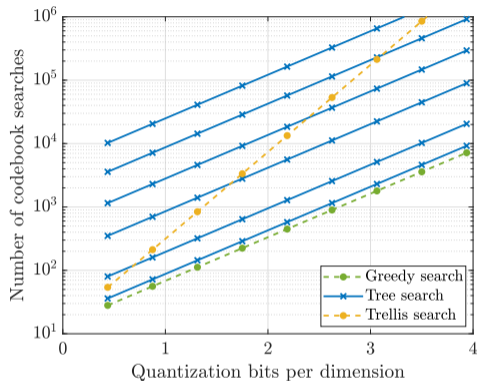 10^6
10^5
10^4
10^3
10^2
10^1
Number of codebook searches
Greedy search
Tree search
Trellis search
0 1 2 3 4
Quantization bits per dimension